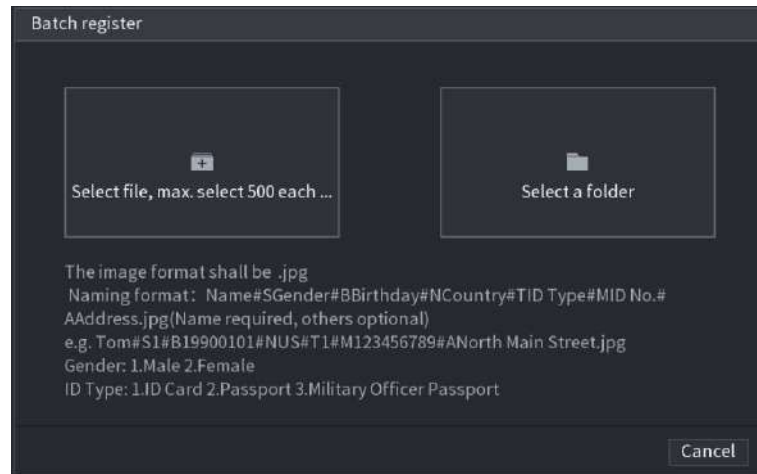 Batch register
Select file, max. select 500 each ...
Select a folder
The image format shall be .jpg
Naming format: Name#SGender#BBirthday#NCountry#TID Type#MID No.#
AAddress.jpg(Name required, others optional)
e.g. Tom#S1#B19900101#NUS#T1#M123456789#ANorth Main Street.jpg
Gender: 1.Male 2.Female
ID Type: 1.ID Card 2.Passport 3.Military Officer Passport
Cancel